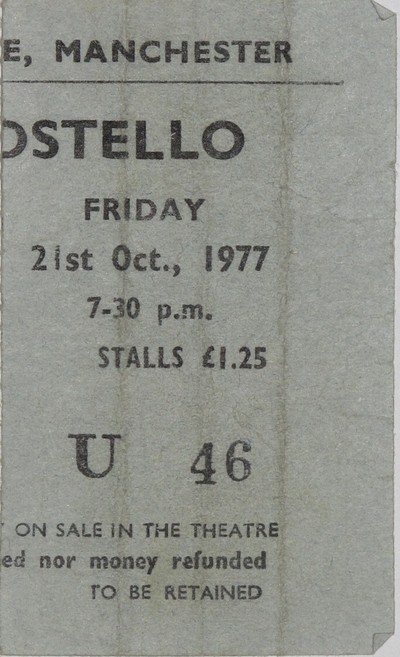 E, MANCHESTER
OSTELLO
FRIDAY
21st Oct., 1977
7-30 p.m.
STALLS £1.25
U 46
ON SALE IN THE THEATRE
ed nor money refunded
TO BE RETAINED